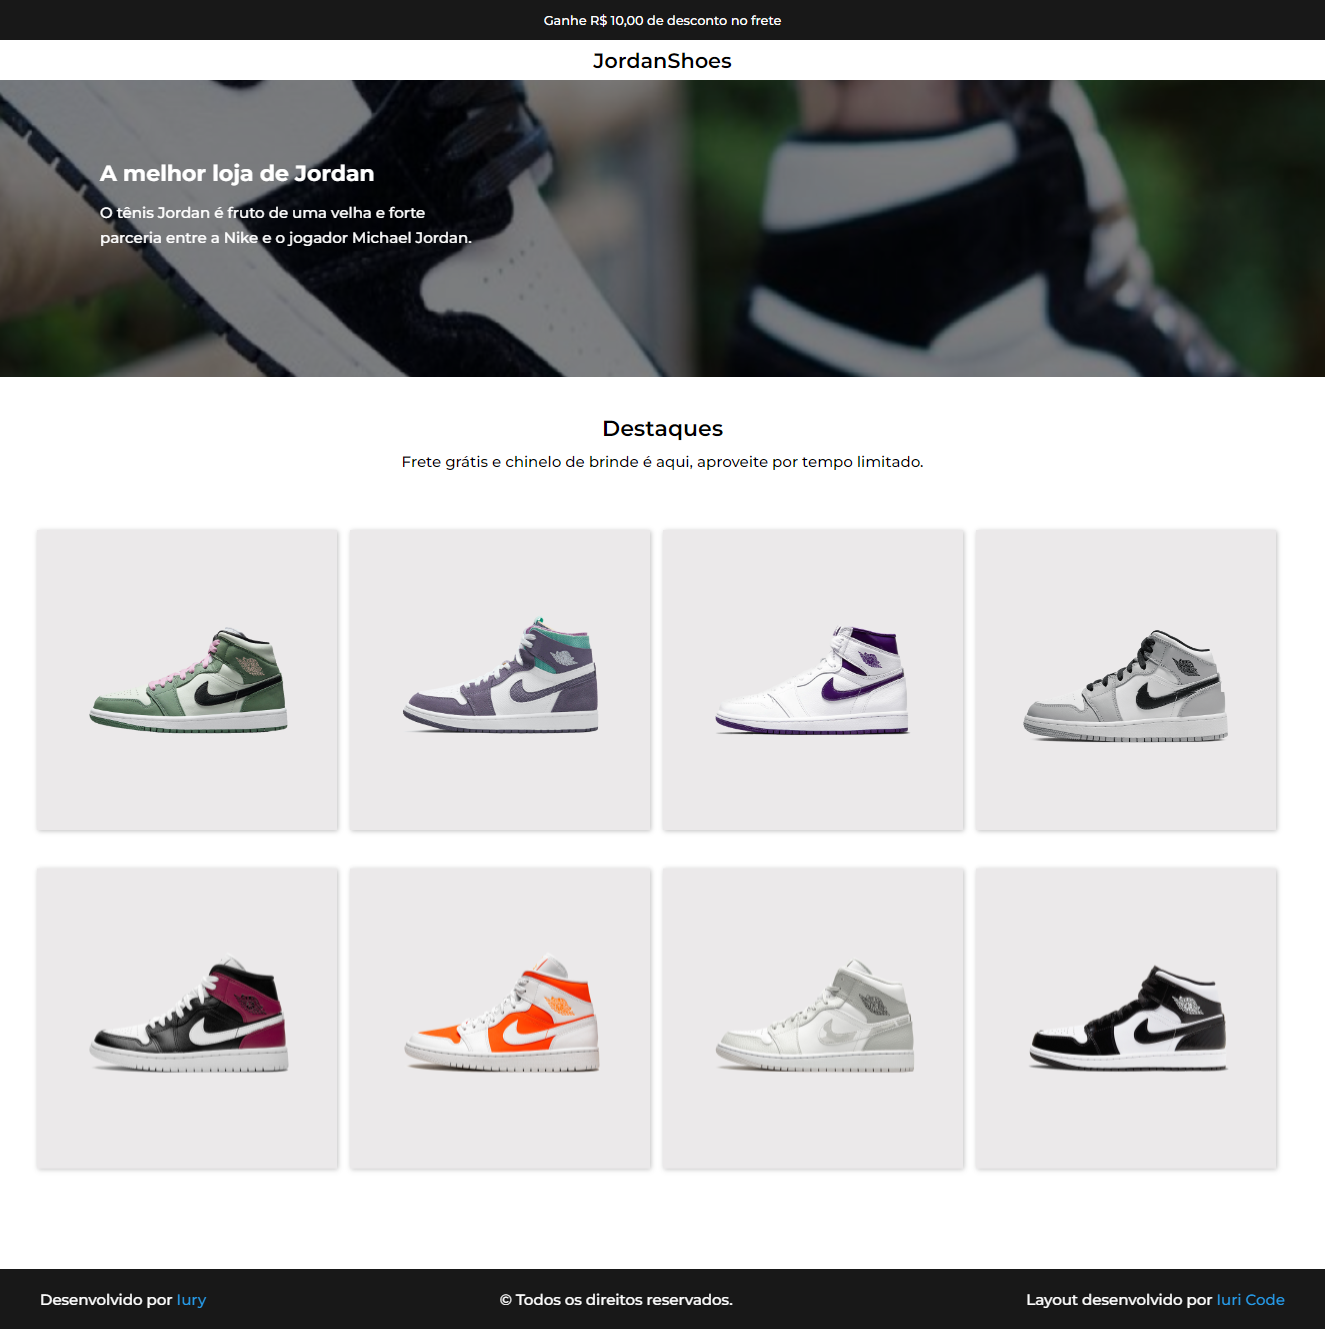 Ganhe R$ 10,00 de desconto no frete
JordanShoes
A melhor loja de Jordan
O tênis Jordan é fruto de uma velha e forte
parceria entre a Nike e o jogador Michael Jordan.
Destaques
Frete grátis e chinelo de brinde é aqui, aproveite por tempo limitado.
Desenvolvido por Iury
© Todos os direitos reservados.
Layout desenvolvido por Iuri Code